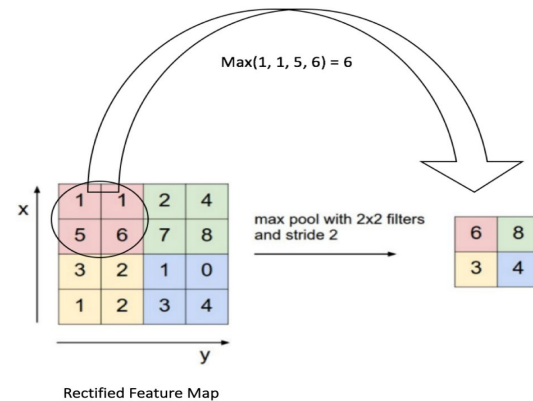 Max(1, 1, 5, 6) = 6
x
1 1 2 4
5 6 7 8
3 2 1 0
1 2 3 4
y
max pool with 2x2 filters
and stride 2
6 8
3 4
Rectified Feature Map